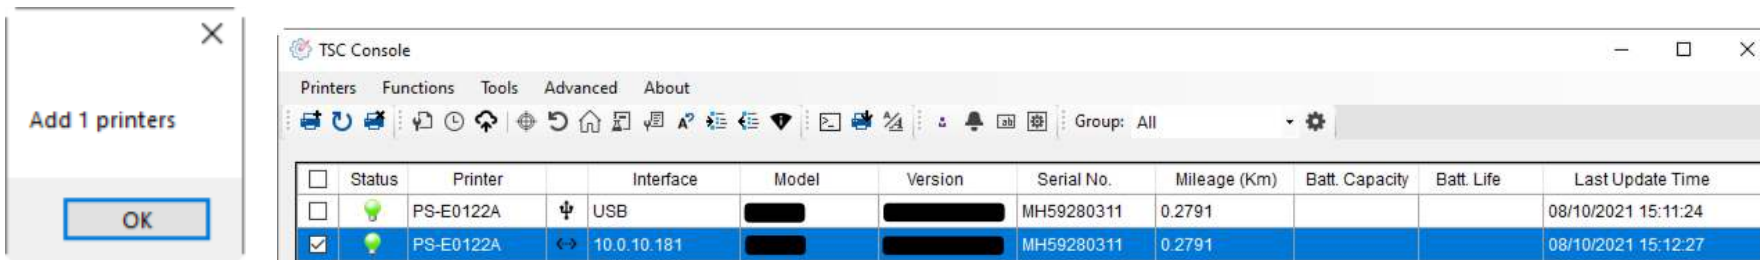 Add 1 printers
OK
TSC Console
Printers Functions Tools Advanced About
Group: All
Status Printer Interface Model Version Serial No. Mileage (Km) Batt. Capacity Batt. Life Last Update Time
PS-E0122A USB MH59280311 0.2791 08/10/2021 15:11:24
PS-E0122A 10.0.10.181 MH59280311 0.2791 08/10/2021 15:12:27